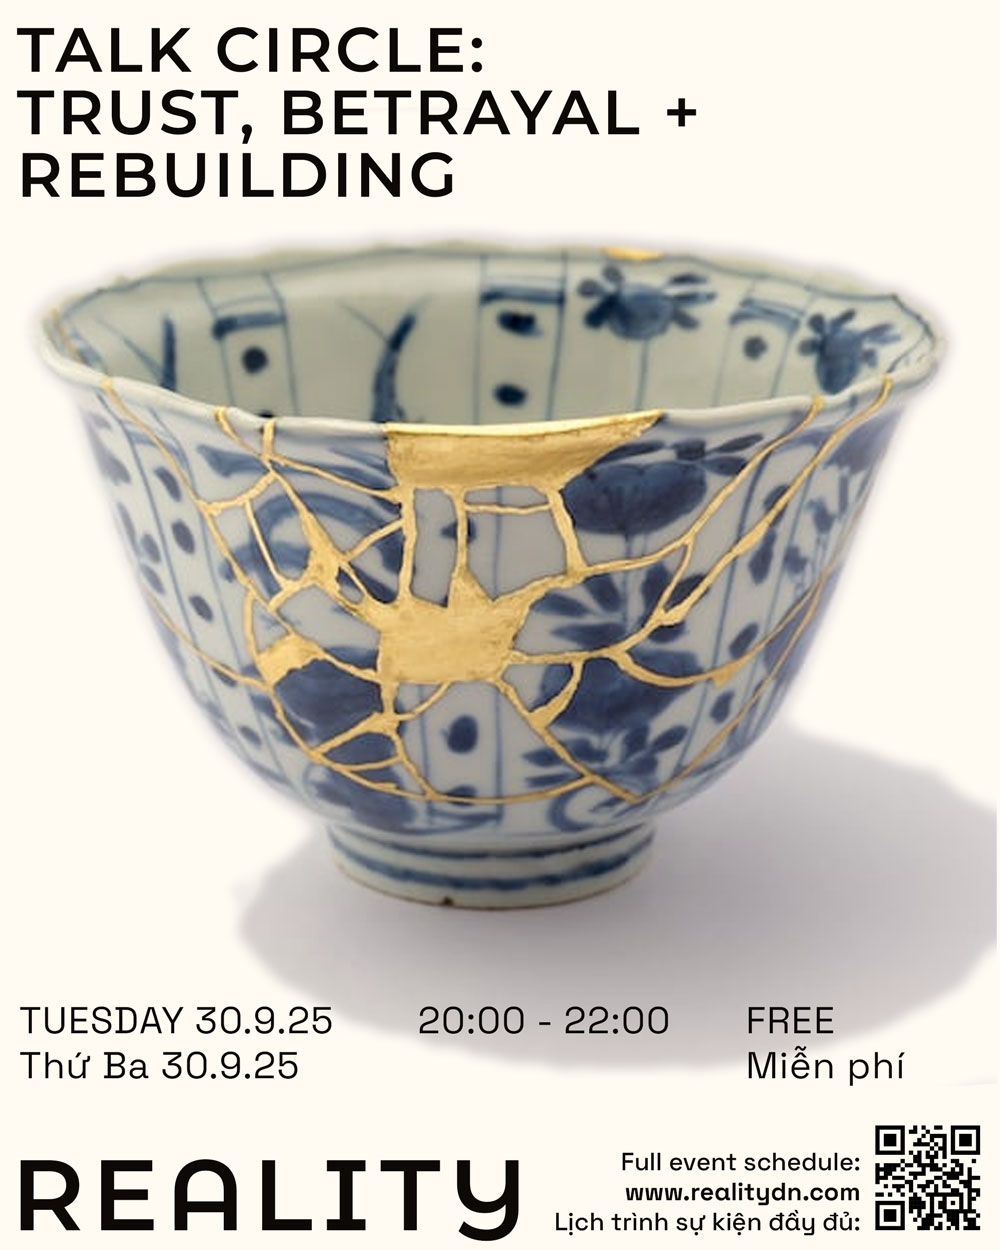 TALK CIRCLE:
TRUST, BETRAYAL +
REBUILDING
TUESDAY 30.9.25
Thứ Ba 30.9.25
20:00 - 22:00
FREE
Miễn phí
REALITY
Full event schedule:
www.realitydn.com
Lịch trình sự kiện đầy đủ: